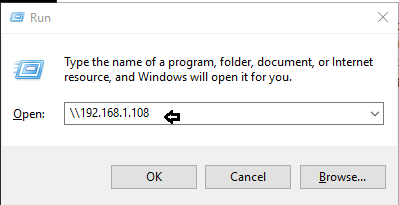 Run
Type the name of a program, folder, document, or Internet
resource, and Windows will open it for you.
Open: \\192.168.1.108
OK Cancel Browse...